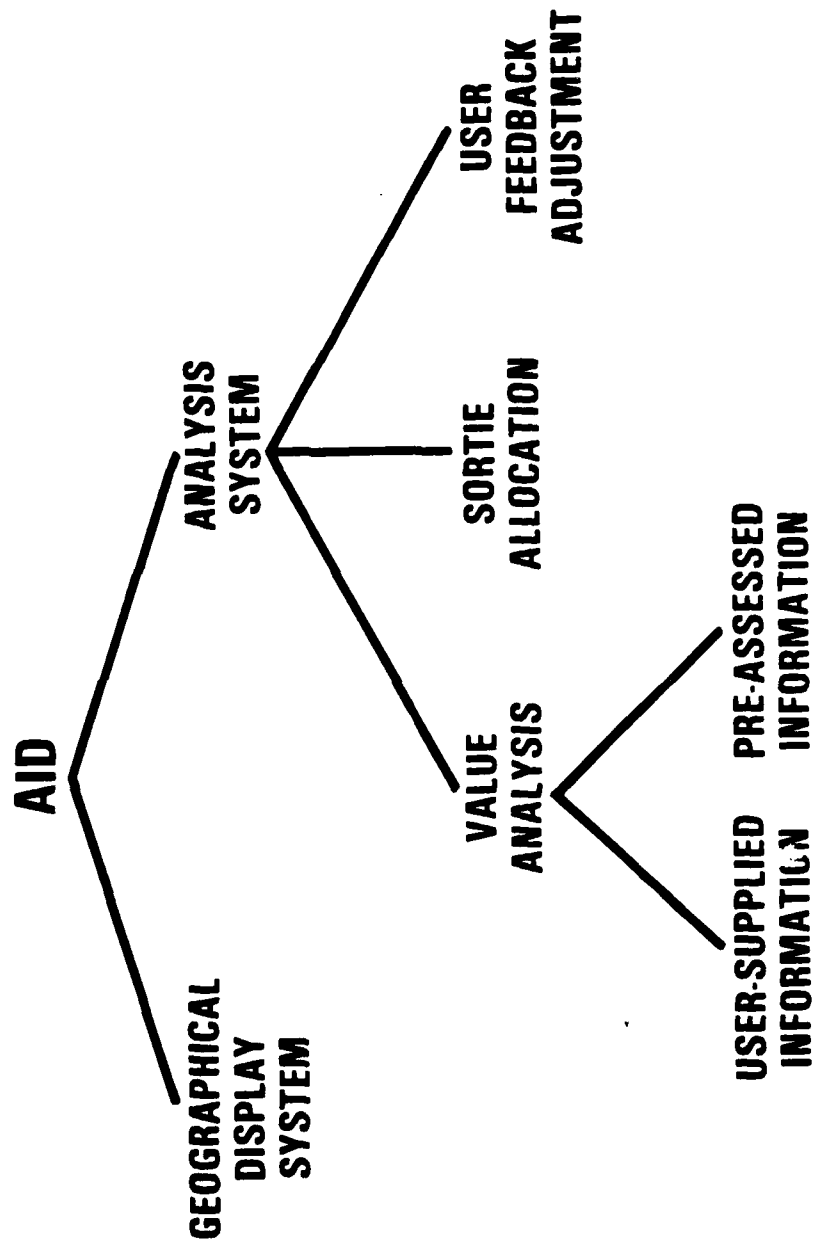 AID
GEOGRAPHICAL
DISPLAY
SYSTEM
ANALYSIS
SYSTEM
VALUE
ANALYSIS
SORTIE
ALLOCATION
USER
FEEDBACK
ADJUSTMENT
USER-SUPPLIED
INFORMATION
PRE-ASSESSED
INFORMATION